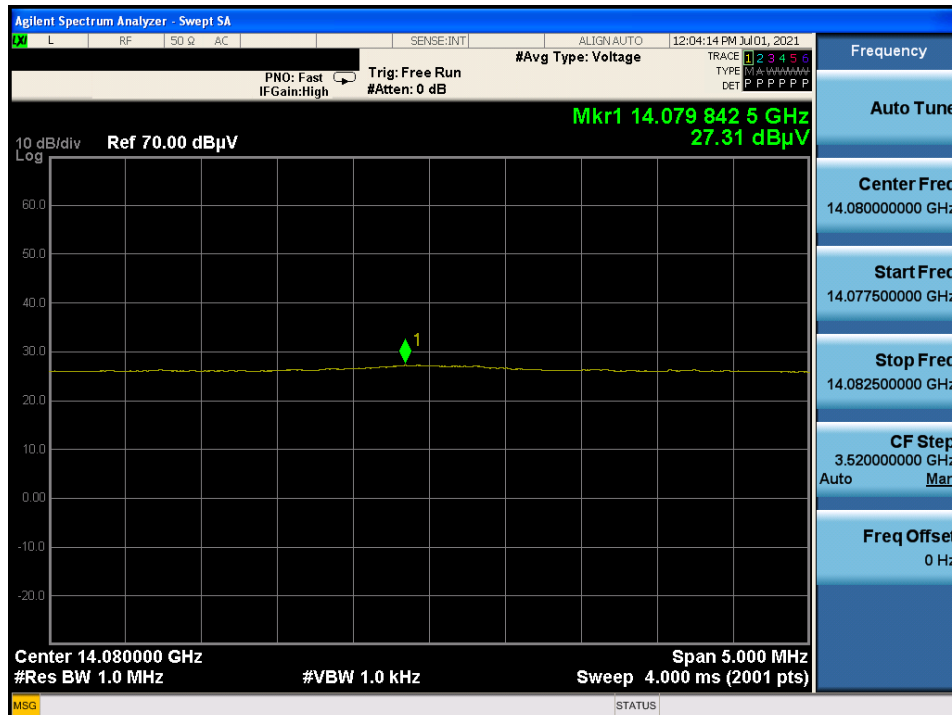 Agilent Spectrum Analyzer - Swept SA
LXI L RF 50 Ω AC SENSE:INT ALIGN AUTO 12:04:14 PM Jul 01, 2021
#Avg Type: Voltage
TRACE 1 2 3 4 5 6
TYPE M A W W W W
DET P P P P P P
PNO: Fast
IFGain:High
Trig: Free Run
#Atten: 0 dB
Mkr1 14.079 842 5 GHz
27.31 dBµV
10 dB/div
Log
Ref 70.00 dBµV
60.0
50.0
40.0
30.0
20.0
10.0
0.00
-10.0
-20.0
1
Center 14.080000 GHz
Span 5.000 MHz
#Res BW 1.0 MHz
#VBW 1.0 kHz
Sweep 4.000 ms (2001 pts)
MSG
STATUS
Frequency
Auto Tune
Center Freq
14.080000000 GHz
Start Freq
14.077500000 GHz
Stop Freq
14.082500000 GHz
CF Step
3.520000000 GHz
Auto Man
Freq Offset
0 Hz